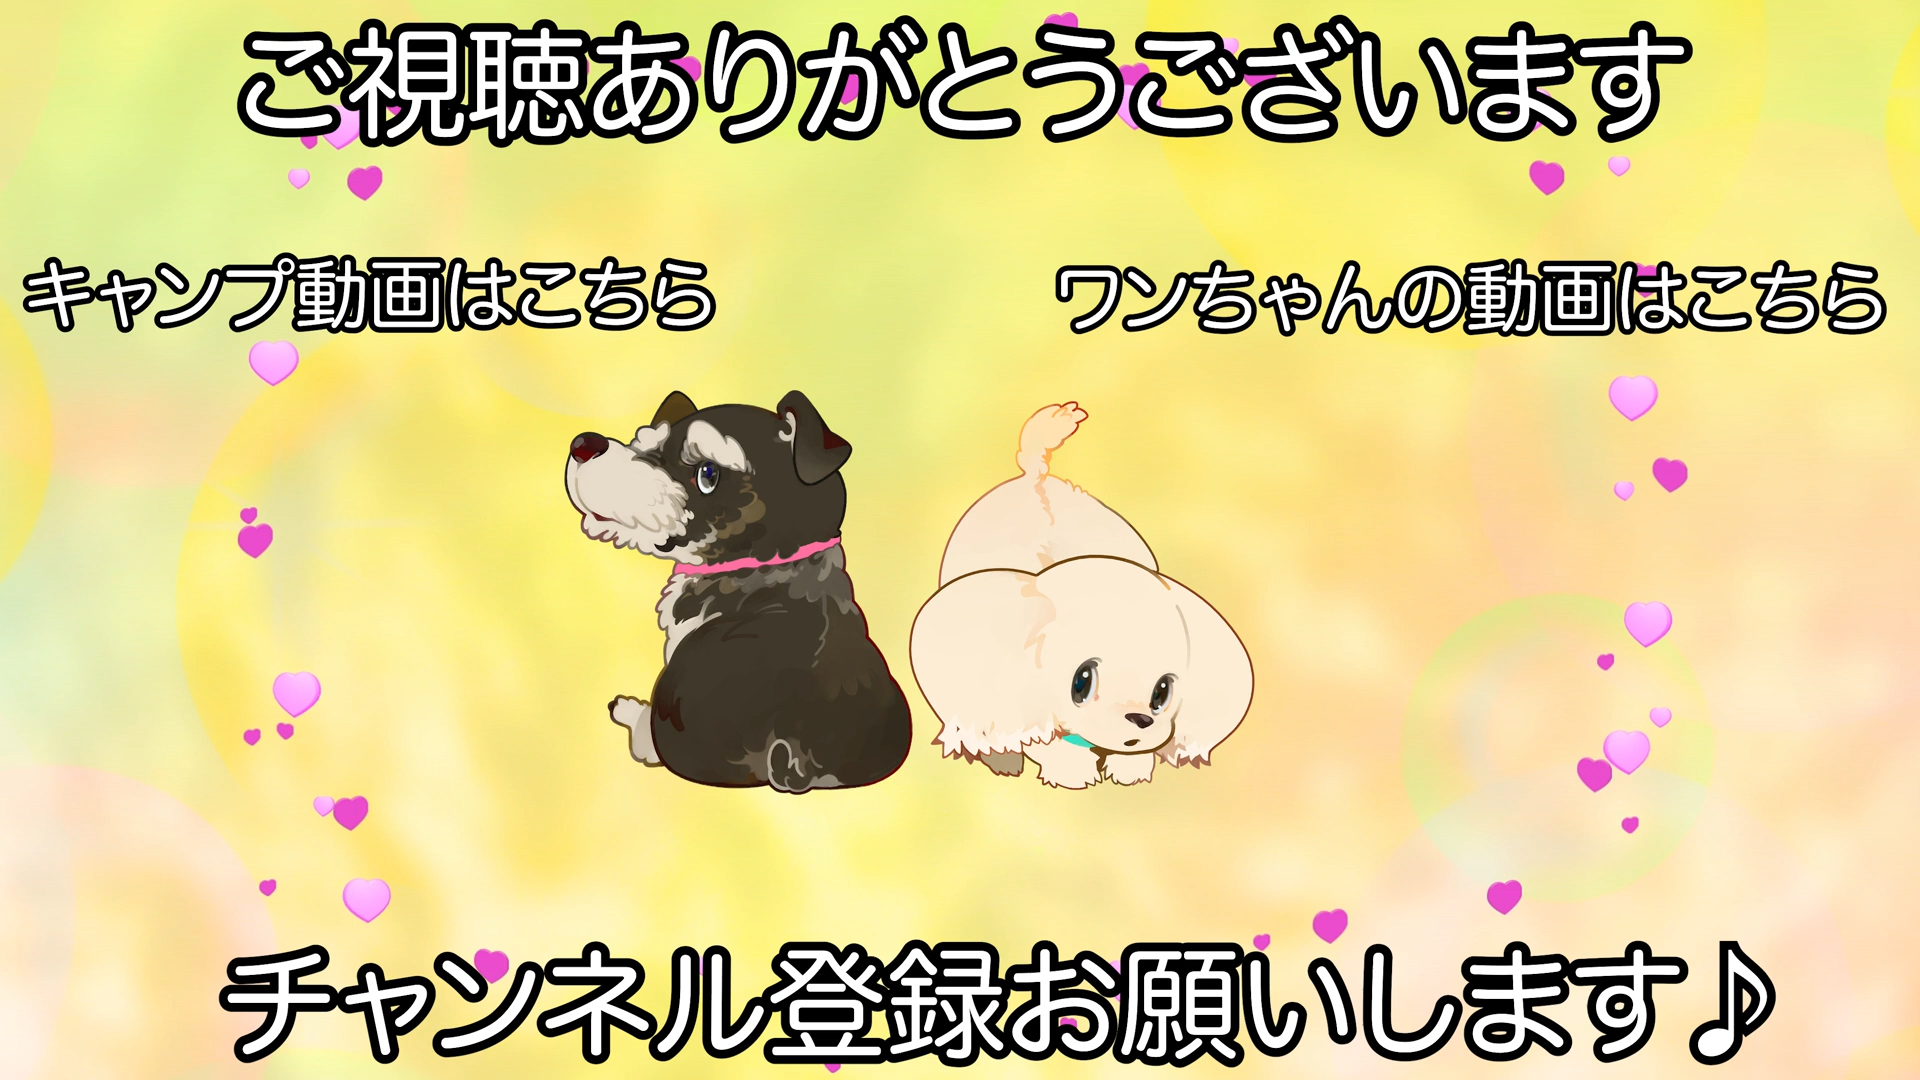 ご視聴ありがとうございます
キャンプ動画はこちら
ワンちゃんの動画はこちら
チャンネル登録お願いします♪